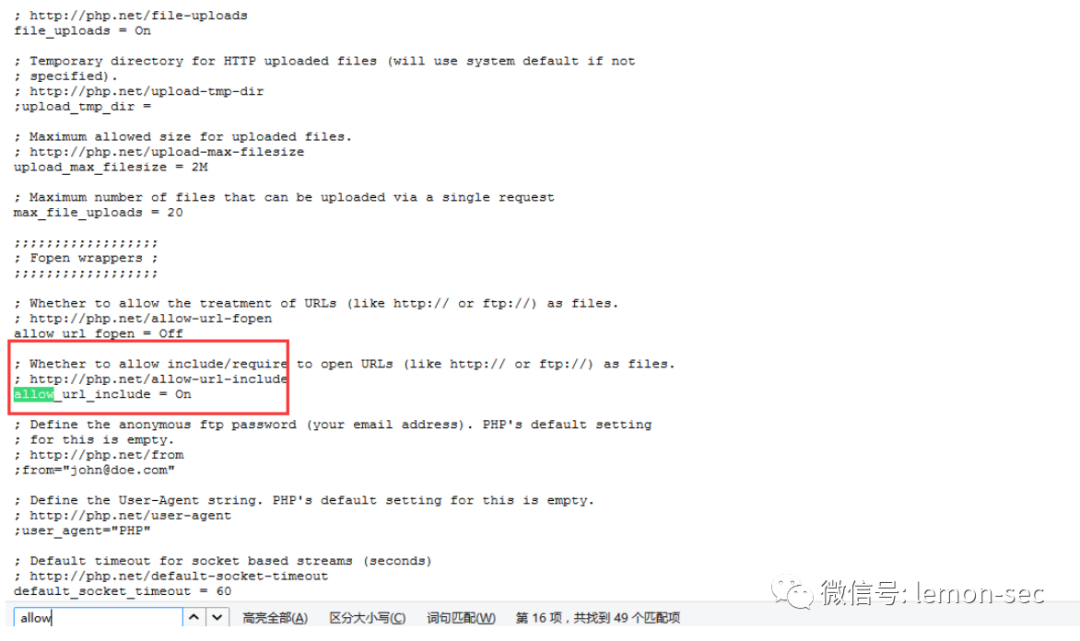 ; http://php.net/file-uploads
file_uploads = On
; Temporary directory for HTTP uploaded files (will use system default if not
; specified).
; http://php.net/upload-tmp-dir
;upload_tmp_dir =
; Maximum allowed size for uploaded files.
; http://php.net/upload-max-filesize
upload_max_filesize = 2M
; Maximum number of files that can be uploaded via a single request
max_file_uploads = 20
;;;;;;;;;;;;;;;;;;
; Fopen wrappers ;
;;;;;;;;;;;;;;;;;;
; Whether to allow the treatment of URLs (like http:// or ftp://) as files.
; http://php.net/allow-url-fopen
allow_url_fopen = Off
; Whether to allow include/require to open URLs (like http:// or ftp://) as files.
; http://php.net/allow-url-include
allow_url_include = On
; Define the anonymous ftp password (your email address). PHP's default setting
; for this is empty.
; http://php.net/from
;from="john@doe.com"
; Define the User-Agent string. PHP's default setting for this is empty.
; http://php.net/user-agent
;user_agent="PHP"
; Default timeout for socket based streams (seconds)
; http://php.net/default-socket-timeout
default_socket_timeout = 60
微信号: lemon-sec
allow 高亮全部(A) 区分大小写(C) 词句匹配(W) 第 16 项，共找到 49 个匹配项